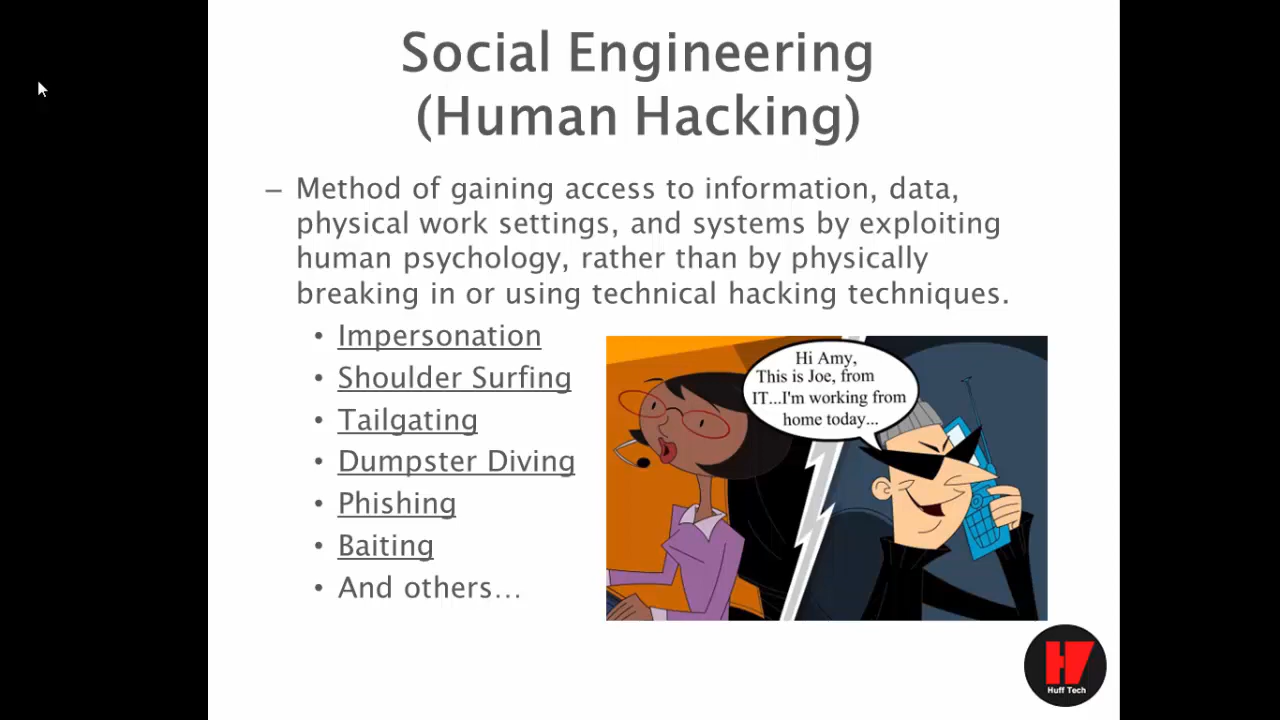 Social Engineering
(Human Hacking)
– Method of gaining access to information, data,
physical work settings, and systems by exploiting
human psychology, rather than by physically
breaking in or using technical hacking techniques.
• Impersonation
• Shoulder Surfing
• Tailgating
• Dumpster Diving
• Phishing
• Baiting
• And others...
Hi Amy,
This is Joe, from
IT...I'm working from
home today...
Huff Tech